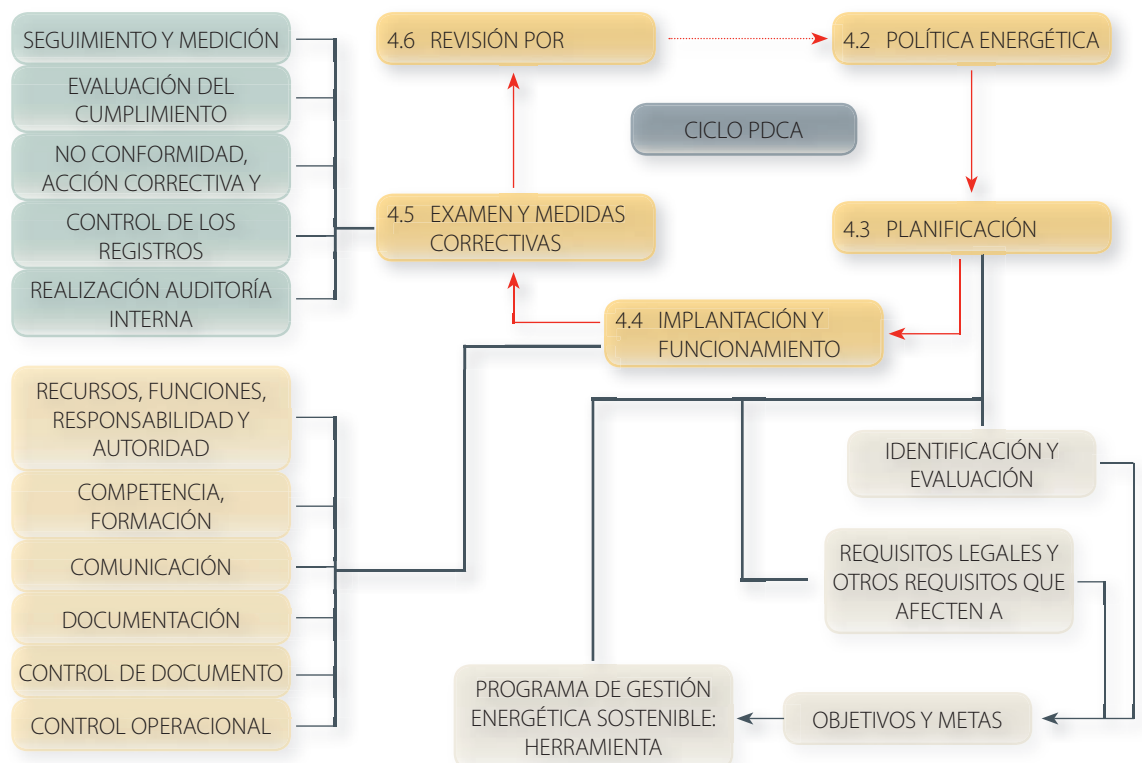 SEGUIMIENTO Y MEDICIÓN
EVALUACIÓN DEL
CUMPLIMIENTO
NO CONFORMIDAD,
ACCIÓN CORRECTIVA Y
CONTROL DE LOS
REGISTROS
REALIZACIÓN AUDITORÍA
INTERNA
4.6 REVISIÓN POR
4.2 POLÍTICA ENERGÉTICA
CICLO PDCA
4.5 EXAMEN Y MEDIDAS
CORRECTIVAS
4.3 PLANIFICACIÓN
4.4 IMPLANTACIÓN Y
FUNCIONAMIENTO
RECURSOS, FUNCIONES,
RESPONSABILIDAD Y
AUTORIDAD
COMPETENCIA,
FORMACIÓN
COMUNICACIÓN
DOCUMENTACIÓN
CONTROL DE DOCUMENTO
CONTROL OPERACIONAL
IDENTIFICACIÓN Y
EVALUACIÓN
REQUISITOS LEGALES Y
OTROS REQUISITOS QUE
AFECTEN A
PROGRAMA DE GESTIÓN
ENERGÉTICA SOSTENIBLE:
HERRAMIENTA
OBJETIVOS Y METAS